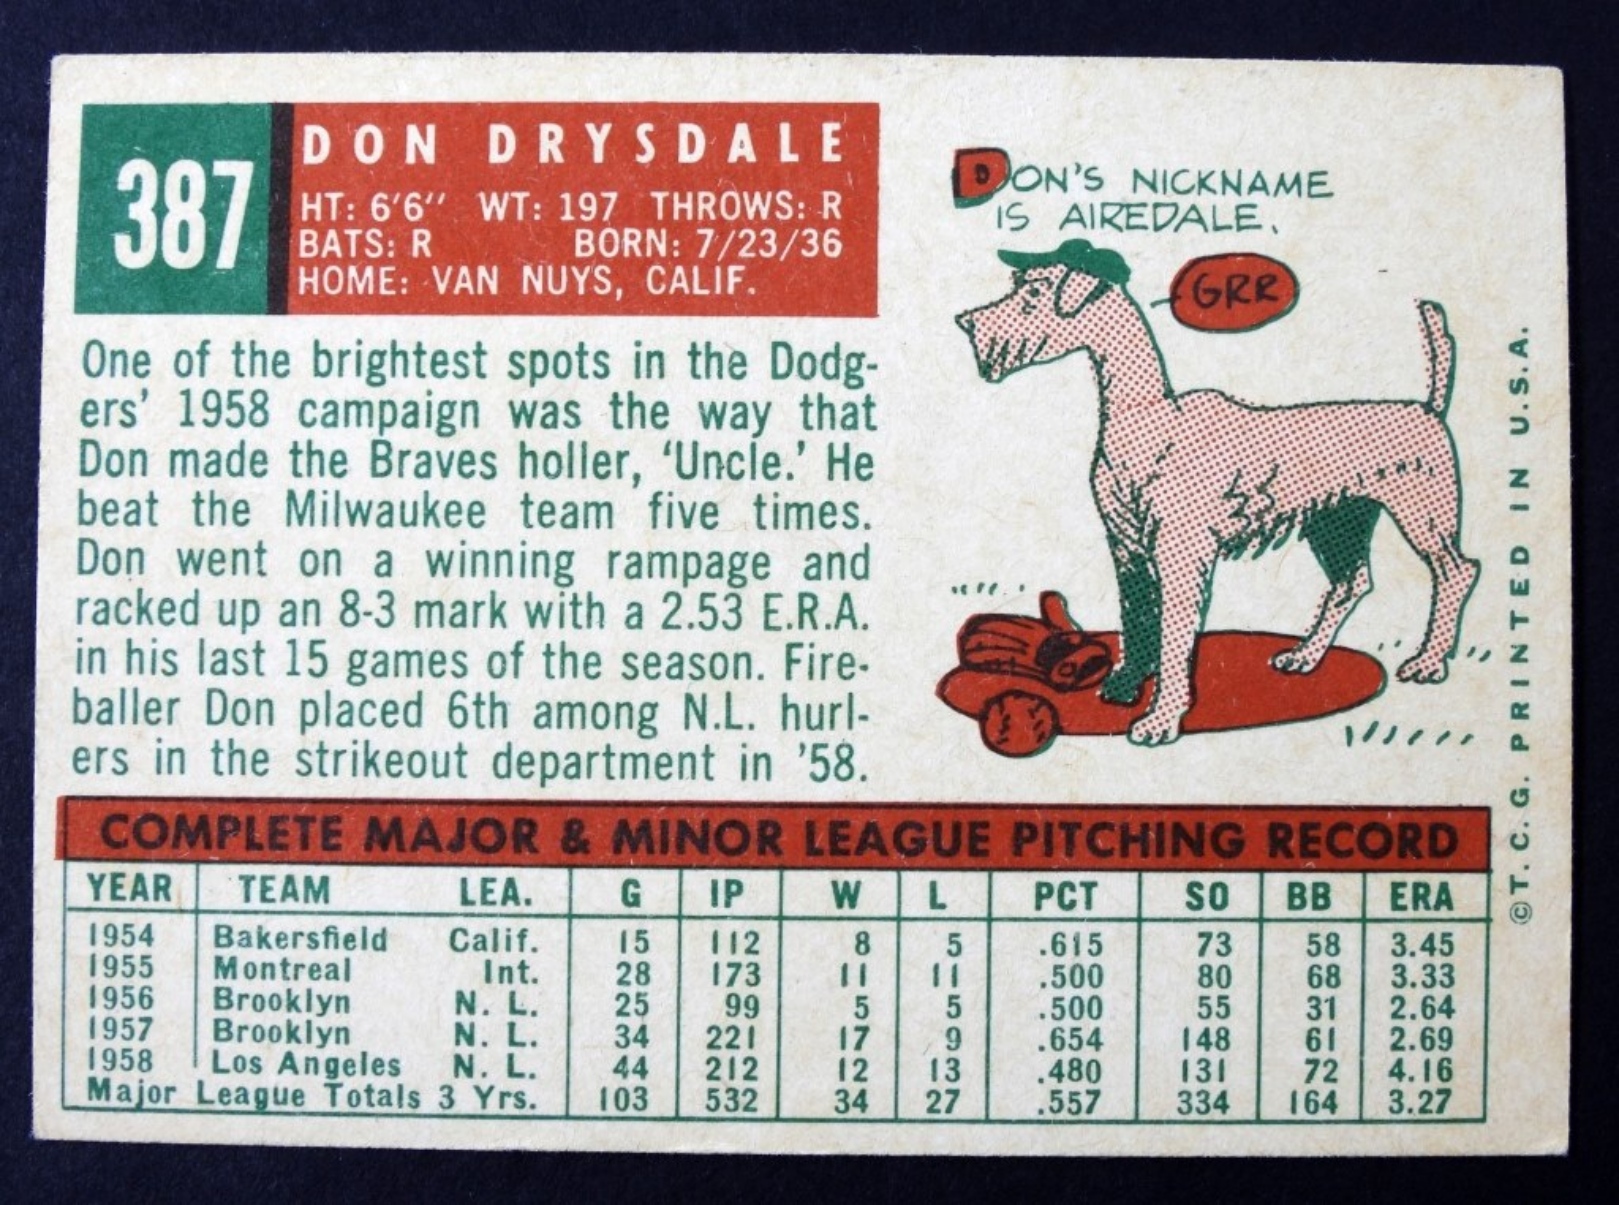 387
DON DRYSDALE
HT: 6'6" WT: 197 THROWS: R
BATS: R BORN: 7/23/36
HOME: VAN NUYS, CALIF.
One of the brightest spots in the Dodg-
ers' 1958 campaign was the way that
Don made the Braves holler, 'Uncle.' He
beat the Milwaukee team five times.
Don went on a winning rampage and
racked up an 8-3 mark with a 2.53 E.R.A.
in his last 15 games of the season. Fire-
baller Don placed 6th among N.L. hurl-
ers in the strikeout department in '58.
DON'S NICKNAME
IS AIREDALE.
GRR
©T.C.G. PRINTED IN U.S.A.
COMPLETE MAJOR & MINOR LEAGUE PITCHING RECORD
YEAR TEAM LEA. G IP W L PCT SO BB ERA
1954 Bakersfield Calif. 15 112 8 5 .615 73 58 3.45
1955 Montreal Int. 28 173 11 11 .500 80 68 3.33
1956 Brooklyn N. L. 25 99 5 5 .500 55 31 2.64
1957 Brooklyn N. L. 34 221 17 9 .654 148 61 2.69
1958 Los Angeles N. L. 44 212 12 13 .480 131 72 4.16
Major League Totals 3 Yrs. 103 532 34 27 .557 334 164 3.27